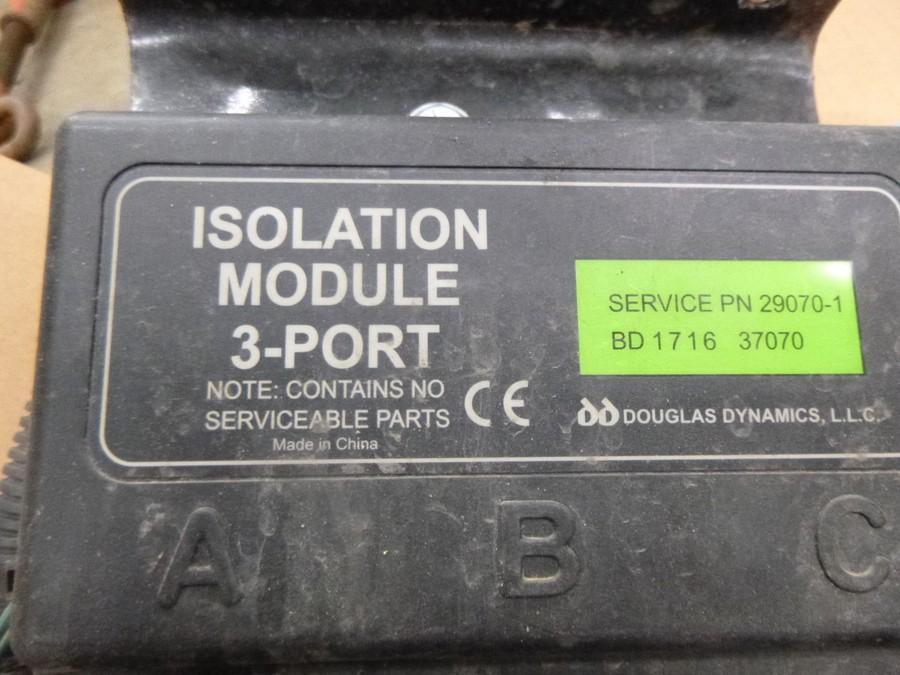 ISOLATION
MODULE
3-PORT
NOTE: CONTAINS NO
SERVICEABLE PARTS
Made in China
CE
SERVICE PN 29070-1
BD 1716 37070
DOUGLAS DYNAMICS, L.L.C.
A B C